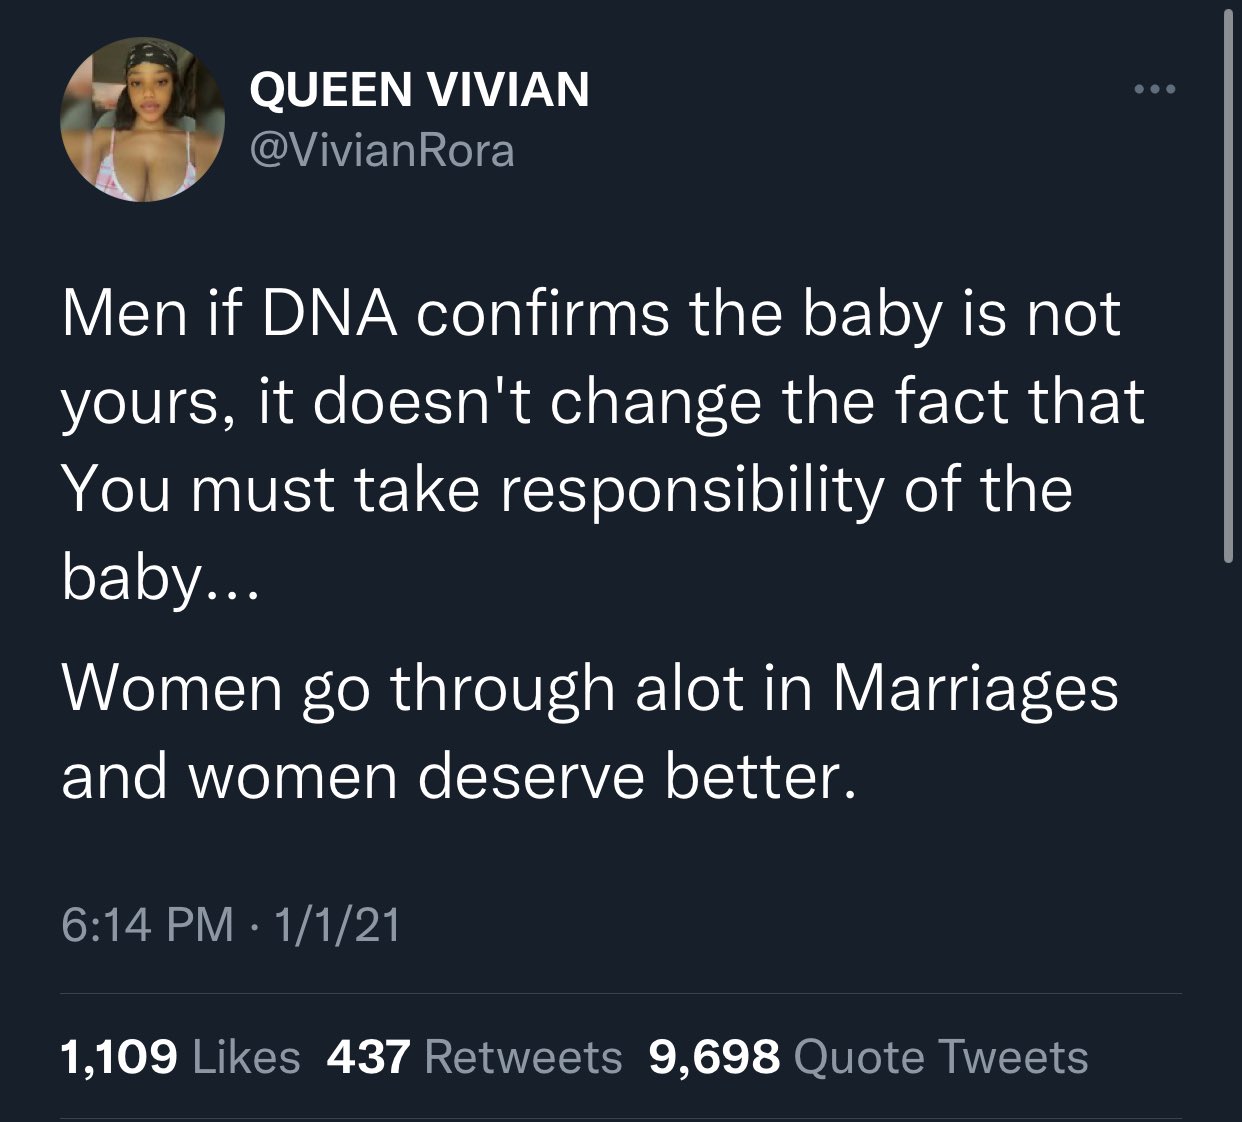 QUEEN VIVIAN
@VivianRora
Men if DNA confirms the baby is not
yours, it doesn't change the fact that
You must take responsibility of the
baby...
Women go through alot in Marriages
and women deserve better.
6:14 PM · 1/1/21
1,109 Likes 437 Retweets 9,698 Quote Tweets